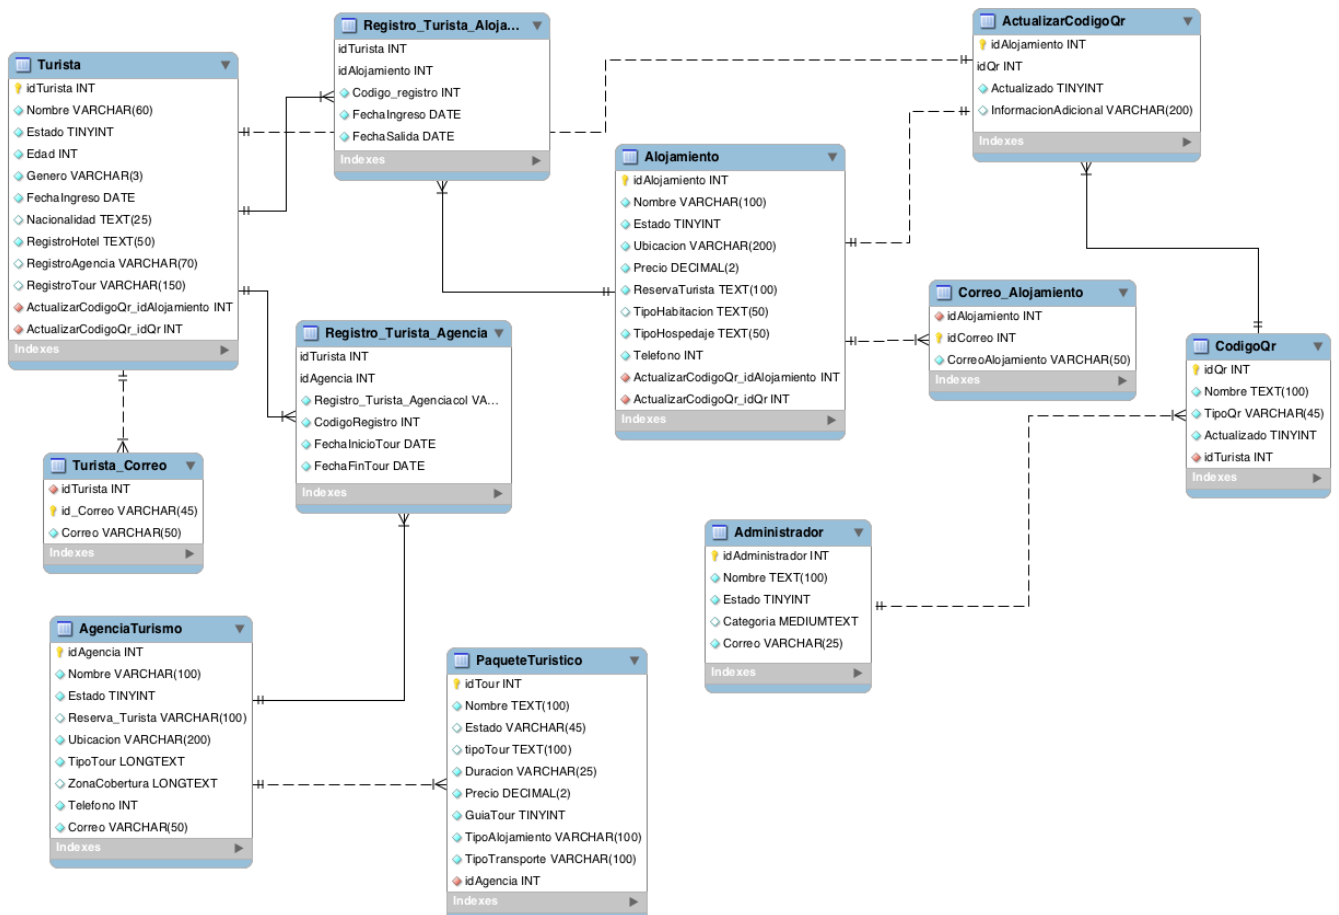 Turista
idTurista INT
Nombre VARCHAR(60)
Estado TINYINT
Edad INT
Genero VARCHAR(3)
FechaIngreso DATE
Nacionalidad TEXT(25)
RegistroHotel TEXT(50)
RegistroAgencia VARCHAR(70)
RegistroTour VARCHAR(150)
ActualizarCodigoQr_idAlojamiento INT
ActualizarCodigoQr_idQr INT
Indexes
Registro_Turista_Aloja...
idTurista INT
idAlojamiento INT
Codigo_registro INT
FechaIngreso DATE
FechaSalida DATE
Indexes
ActualizarCodigoQr
idAlojamiento INT
idQr INT
Actualizado TINYINT
InformacionAdicional VARCHAR(200)
Indexes
Alojamiento
idAlojamiento INT
Nombre VARCHAR(100)
Estado TINYINT
Ubicacion VARCHAR(200)
Precio DECIMAL(2)
ReservaTurista TEXT(100)
TipoHabitacion TEXT(50)
TipoHospedaje TEXT(50)
Telefono INT
ActualizarCodigoQr_idAlojamiento INT
ActualizarCodigoQr_idQr INT
Indexes
Correo_Alojamiento
idAlojamiento INT
idCorreo INT
CorreoAlojamiento VARCHAR(50)
Indexes
CodigoQr
idQr INT
Nombre TEXT(100)
TipoQr VARCHAR(45)
Actualizado TINYINT
idTurista INT
Indexes
Registro_Turista_Agencia
idTurista INT
idAgencia INT
Registro_Turista_Agenciacol VA...
CodigoRegistro INT
FechaInicioTour DATE
FechaFinTour DATE
Indexes
Turista_Correo
idTurista INT
id_Correo VARCHAR(45)
Correo VARCHAR(50)
Indexes
Administrador
idAdministrador INT
Nombre TEXT(100)
Estado TINYINT
Categoria MEDIUMTEXT
Correo VARCHAR(25)
Indexes
AgenciaTurismo
idAgencia INT
Nombre VARCHAR(100)
Estado TINYINT
Reserva_Turista VARCHAR(100)
Ubicacion VARCHAR(200)
TipoTour LONGTEXT
ZonaCobertura LONGTEXT
Telefono INT
Correo VARCHAR(50)
Indexes
PaqueteTuristico
idTour INT
Nombre TEXT(100)
Estado VARCHAR(45)
tipoTour TEXT(100)
Duracion VARCHAR(25)
Precio DECIMAL(2)
GuiaTour TINYINT
TipoAlojamiento VARCHAR(100)
TipoTransporte VARCHAR(100)
idAgencia INT
Indexes